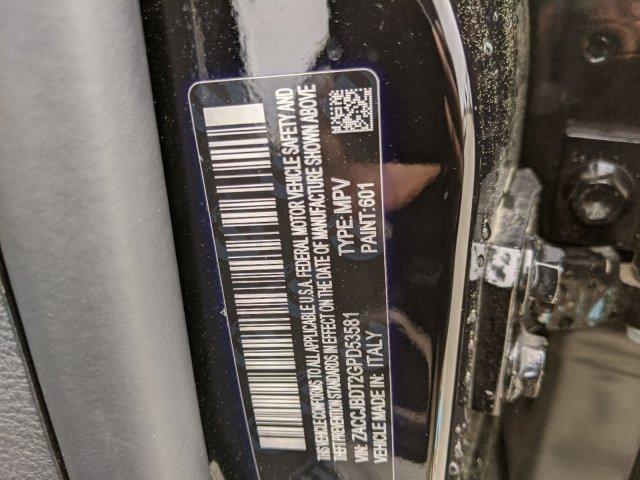 THIS VEHICLE CONFORMS TO ALL APPLICABLE U.S.A. FEDERAL MOTOR VEHICLE SAFETY AND
THEFT PREVENTION STANDARDS IN EFFECT ON THE DATE OF MANUFACTURE SHOWN ABOVE
VIN: ZACCJBDT2GPD53581 TYPE: MPV
VEHICLE MADE IN: ITALY PAINT: 601